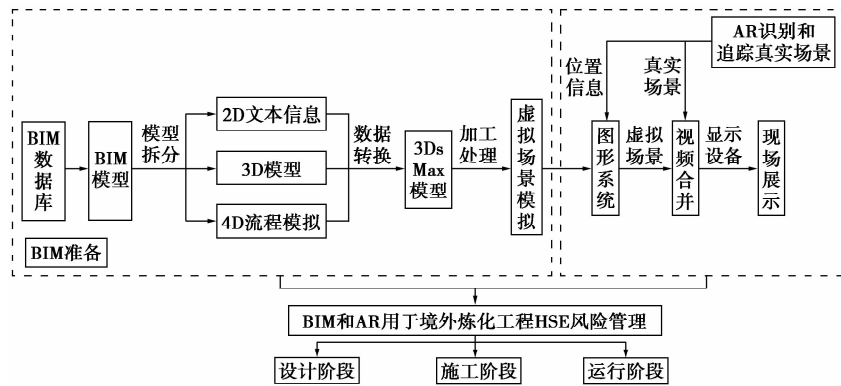 AR识别和
追踪真实场景
位置
信息
真实
场景
BIM
数据
库
BIM
模型
模型
拆分
2D文本信息
3D模型
4D流程模拟
数据
转换
3Ds
Max
模型
加工
处理
虚拟场景模拟
图形系统
虚拟
场景
视频合并
显示
设备
现场展示
BIM准备
BIM和AR用于境外炼化工程HSE风险管理
设计阶段
施工阶段
运行阶段